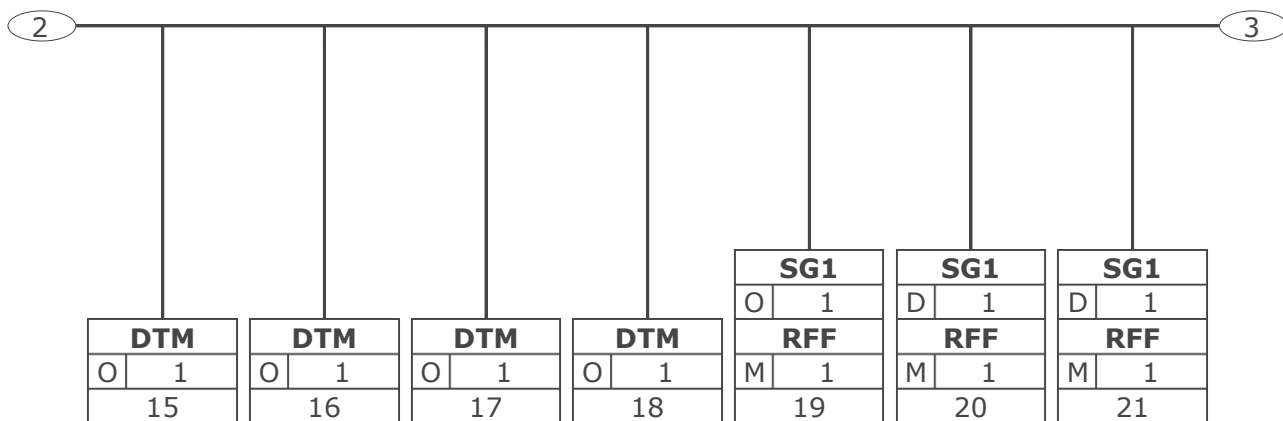 2 3
SG1 SG1 SG1
O 1 D 1 D 1
DTM DTM DTM DTM RFF RFF RFF
O 1 O 1 O 1 O 1 M 1 M 1 M 1
15 16 17 18 19 20 21